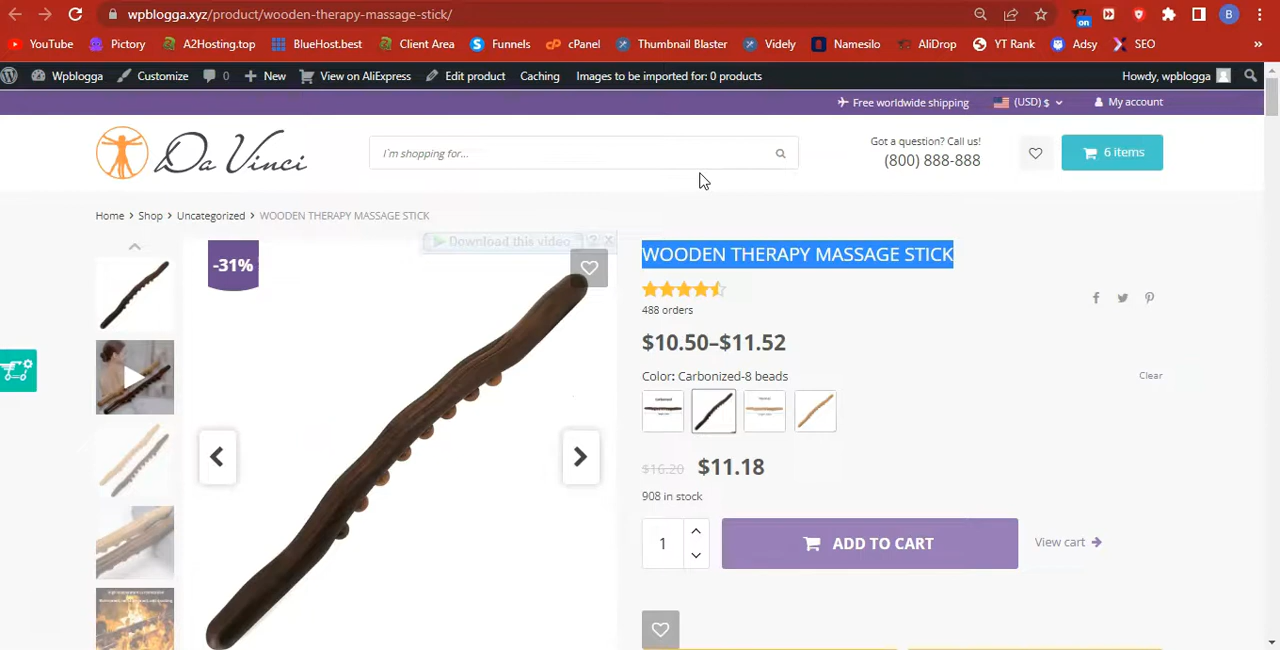 wpblogga.xyz/product/wooden-therapy-massage-stick/
B
on
YouTube Pictory A2Hosting.top BlueHost.best Client Area Funnels cPanel Thumbnail Blaster Videly Namesilo AliDrop YT Rank Adsy SEO »
Wpblogga Customize 0 New View on AliExpress Edit product Caching Images to be imported for: 0 products Howdy, wpblogga
Free worldwide shipping (USD) $ My account
Da Vinci
I'm shopping for...
Got a question? Call us!
(800) 888-888
6 items
Home > Shop > Uncategorized > WOODEN THERAPY MASSAGE STICK
Download this video ? X
-31%
WOODEN THERAPY MASSAGE STICK
488 orders
$10.50–$11.52
Color: Carbonized-8 beads
Clear
$16.20 $11.18
908 in stock
1
ADD TO CART
View cart